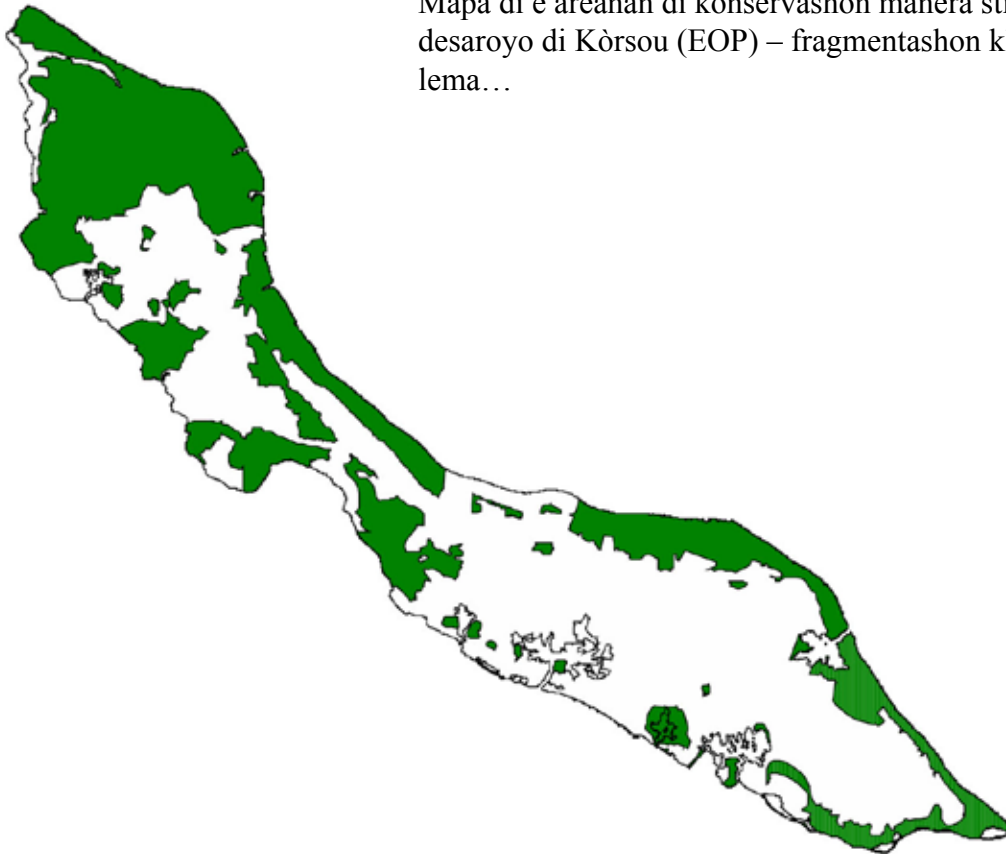 Mapa di e areanan di konservashon manera
desaroyo di Kòrsou (EOP) – fragmentashon
lema…